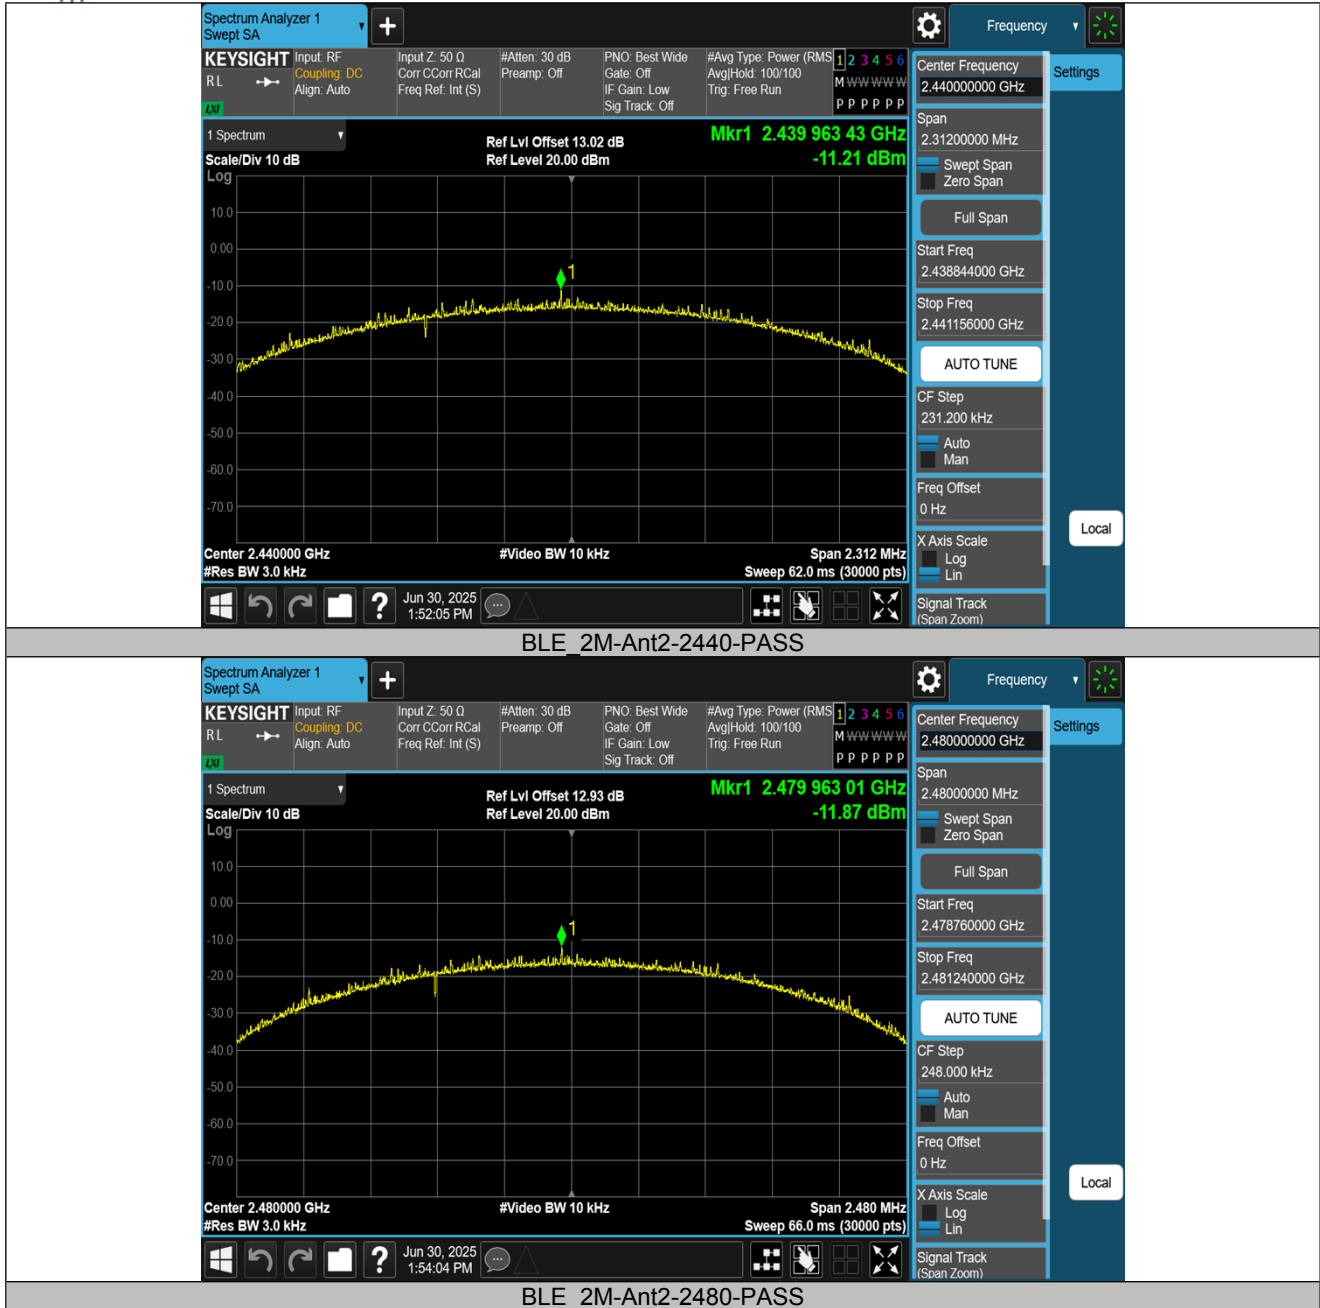 Spectrum Analyzer 1
Swept SA
+
Frequency
KEYSIGHT
R L
LXI
Input: RF
Coupling: DC
Align: Auto
Input Z: 50 Ω
Corr CCorr RCal
Freq Ref: Int (S)
#Atten: 30 dB
Preamp: Off
PNO: Best Wide
Gate: Off
IF Gain: Low
Sig Track: Off
#Avg Type: Power (RMS
Avg|Hold: 100/100
Trig: Free Run
1 2 3 4 5 6
M W W W W W
P P P P P P
1 Spectrum
Scale/Div 10 dB
Log
Ref Lvl Offset 13.02 dB
Ref Level 20.00 dBm
Mkr1 2.439 963 43 GHz
-11.21 dBm
10.0
0.00
-10.0
-20.0
-30.0
-40.0
-50.0
-60.0
-70.0
1
Center 2.440000 GHz
#Res BW 3.0 kHz
#Video BW 10 kHz
Span 2.312 MHz
Sweep 62.0 ms (30000 pts)
Center Frequency
2.440000000 GHz
Span
2.31200000 MHz
Swept Span
Zero Span
Full Span
Start Freq
2.438844000 GHz
Stop Freq
2.441156000 GHz
AUTO TUNE
CF Step
231.200 kHz
Auto
Man
Freq Offset
0 Hz
X Axis Scale
Log
Lin
Signal Track
(Span Zoom)
Settings
Local
?
Jun 30, 2025
1:52:05 PM
BLE_2M-Ant2-2440-PASS
Spectrum Analyzer 1
Swept SA
+
Frequency
KEYSIGHT
R L
LXI
Input: RF
Coupling: DC
Align: Auto
Input Z: 50 Ω
Corr CCorr RCal
Freq Ref: Int (S)
#Atten: 30 dB
Preamp: Off
PNO: Best Wide
Gate: Off
IF Gain: Low
Sig Track: Off
#Avg Type: Power (RMS
Avg|Hold: 100/100
Trig: Free Run
1 2 3 4 5 6
M W W W W W
P P P P P P
1 Spectrum
Scale/Div 10 dB
Log
Ref Lvl Offset 12.93 dB
Ref Level 20.00 dBm
Mkr1 2.479 963 01 GHz
-11.87 dBm
10.0
0.00
-10.0
-20.0
-30.0
-40.0
-50.0
-60.0
-70.0
1
Center 2.480000 GHz
#Res BW 3.0 kHz
#Video BW 10 kHz
Span 2.480 MHz
Sweep 66.0 ms (30000 pts)
Center Frequency
2.480000000 GHz
Span
2.48000000 MHz
Swept Span
Zero Span
Full Span
Start Freq
2.478760000 GHz
Stop Freq
2.481240000 GHz
AUTO TUNE
CF Step
248.000 kHz
Auto
Man
Freq Offset
0 Hz
X Axis Scale
Log
Lin
Signal Track
(Span Zoom)
Settings
Local
?
Jun 30, 2025
1:54:04 PM
BLE_2M-Ant2-2480-PASS